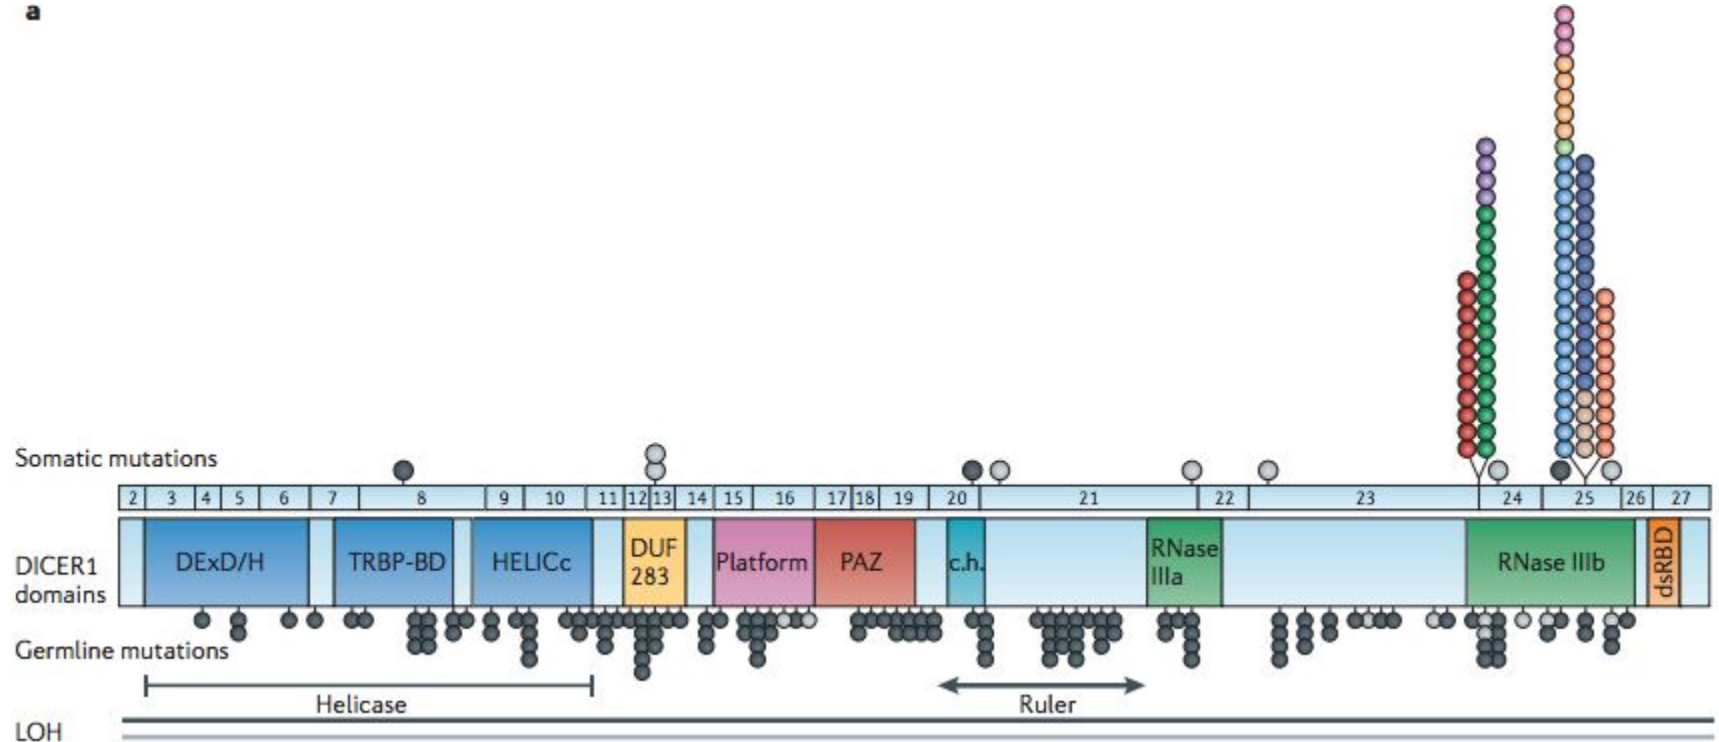 a
Somatic mutations
2 3 4 5 6 7 8 9 10 11 12 13 14 15 16 17 18 19 20 21 22 23 24 25 26 27
DICER1
domains
DExD/H
TRBP-BD
HELICc
DUF
283
Platform
PAZ
c.h.
RNase
IIIa
RNase IIIb
dsRBD
Germline mutations
Helicase
Ruler
LOH